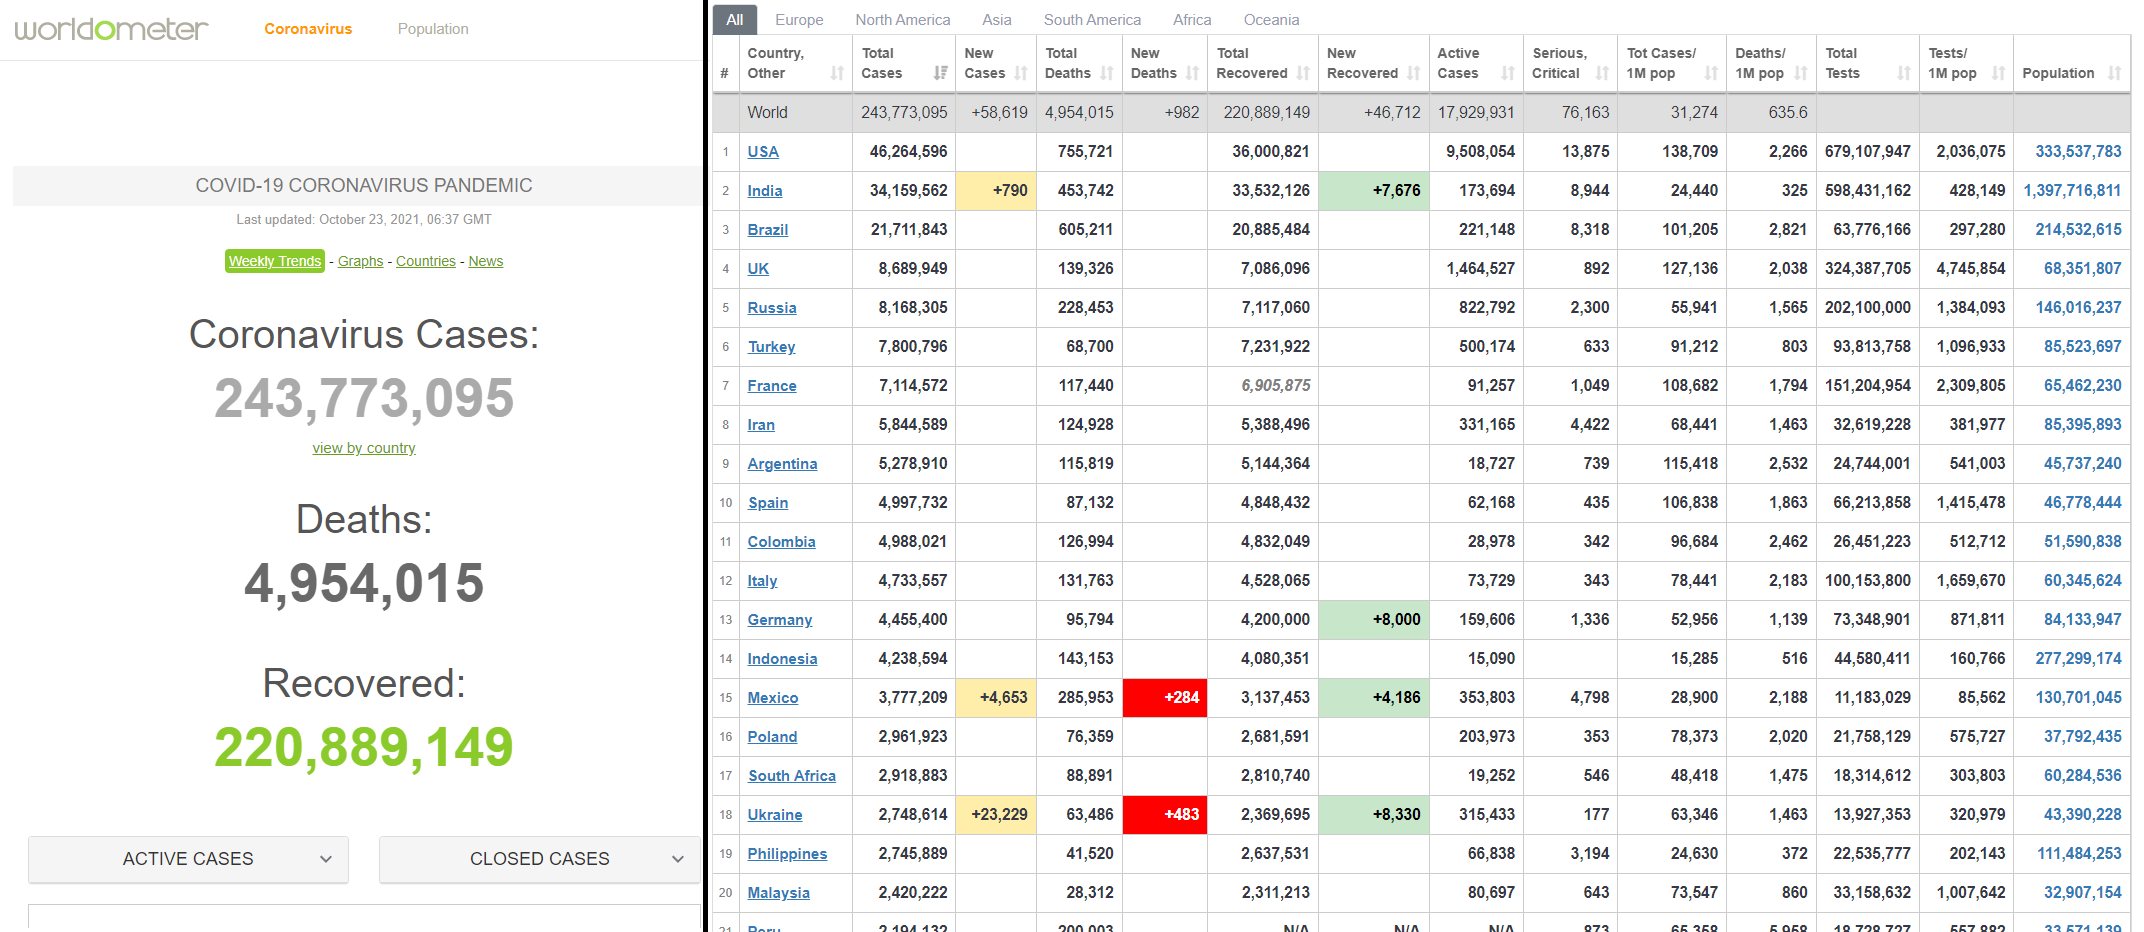 worldometer Coronavirus Population
COVID-19 CORONAVIRUS PANDEMIC
Last updated: October 23, 2021, 06:37 GMT
Weekly Trends - Graphs - Countries - News
Coronavirus Cases:
243,773,095
view by country
Deaths:
4,954,015
Recovered:
220,889,149
ACTIVE CASES CLOSED CASES
All Europe North America Asia South America Africa Oceania
# Country, Other Total Cases New Cases Total Deaths New Deaths Total Recovered New Recovered Active Cases Serious, Critical Tot Cases/ 1M pop Deaths/ 1M pop Total Tests Tests/ 1M pop Population
World 243,773,095 +58,619 4,954,015 +982 220,889,149 +46,712 17,929,931 76,163 31,274 635.6
1 USA 46,264,596 755,721 36,000,821 9,508,054 13,875 138,709 2,266 679,107,947 2,036,075 333,537,783
2 India 34,159,562 +790 453,742 33,532,126 +7,676 173,694 8,944 24,440 325 598,431,162 428,149 1,397,716,811
3 Brazil 21,711,843 605,211 20,885,484 221,148 8,318 101,205 2,821 63,776,166 297,280 214,532,615
4 UK 8,689,949 139,326 7,086,096 1,464,527 892 127,136 2,038 324,387,705 4,745,854 68,351,807
5 Russia 8,168,305 228,453 7,117,060 822,792 2,300 55,941 1,565 202,100,000 1,384,093 146,016,237
6 Turkey 7,800,796 68,700 7,231,922 500,174 633 91,212 803 93,813,758 1,096,933 85,523,697
7 France 7,114,572 117,440 6,905,875 91,257 1,049 108,682 1,794 151,204,954 2,309,805 65,462,230
8 Iran 5,844,589 124,928 5,388,496 331,165 4,422 68,441 1,463 32,619,228 381,977 85,395,893
9 Argentina 5,278,910 115,819 5,144,364 18,727 739 115,418 2,532 24,744,001 541,003 45,737,240
10 Spain 4,997,732 87,132 4,848,432 62,168 435 106,838 1,863 66,213,858 1,415,478 46,778,444
11 Colombia 4,988,021 126,994 4,832,049 28,978 342 96,684 2,462 26,451,223 512,712 51,590,838
12 Italy 4,733,557 131,763 4,528,065 73,729 343 78,441 2,183 100,153,800 1,659,670 60,345,624
13 Germany 4,455,400 95,794 4,200,000 +8,000 159,606 1,336 52,956 1,139 73,348,901 871,811 84,133,947
14 Indonesia 4,238,594 143,153 4,080,351 15,090 15,285 516 44,580,411 160,766 277,299,174
15 Mexico 3,777,209 +4,653 285,953 +284 3,137,453 +4,186 353,803 4,798 28,900 2,188 11,183,029 85,562 130,701,045
16 Poland 2,961,923 76,359 2,681,591 203,973 353 78,373 2,020 21,758,129 575,727 37,792,435
17 South Africa 2,918,883 88,891 2,810,740 19,252 546 48,418 1,475 18,314,612 303,803 60,284,536
18 Ukraine 2,748,614 +23,229 63,486 +483 2,369,695 +8,330 315,433 177 63,346 1,463 13,927,353 320,979 43,390,228
19 Philippines 2,745,889 41,520 2,637,531 66,838 3,194 24,630 372 22,535,777 202,143 111,484,253
20 Malaysia 2,420,222 28,312 2,311,213 80,697 643 73,547 860 33,158,632 1,007,642 32,907,154
21 Peru 2,194,132 200,003 N/A N/A N/A 873 65,358 5,958 18,728,727 557,882 33,571,139